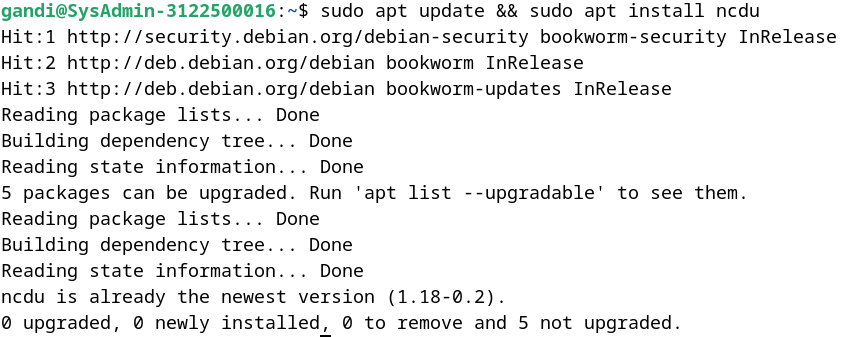 gandi@SysAdmin-3122500016:~$ sudo apt update && sudo apt install ncdu
Hit:1 http://security.debian.org/debian-security bookworm-security InRelease
Hit:2 http://deb.debian.org/debian bookworm InRelease
Hit:3 http://deb.debian.org/debian bookworm-updates InRelease
Reading package lists... Done
Building dependency tree... Done
Reading state information... Done
5 packages can be upgraded. Run 'apt list --upgradable' to see them.
Reading package lists... Done
Building dependency tree... Done
Reading state information... Done
ncdu is already the newest version (1.18-0.2).
0 upgraded, 0 newly installed, 0 to remove and 5 not upgraded.